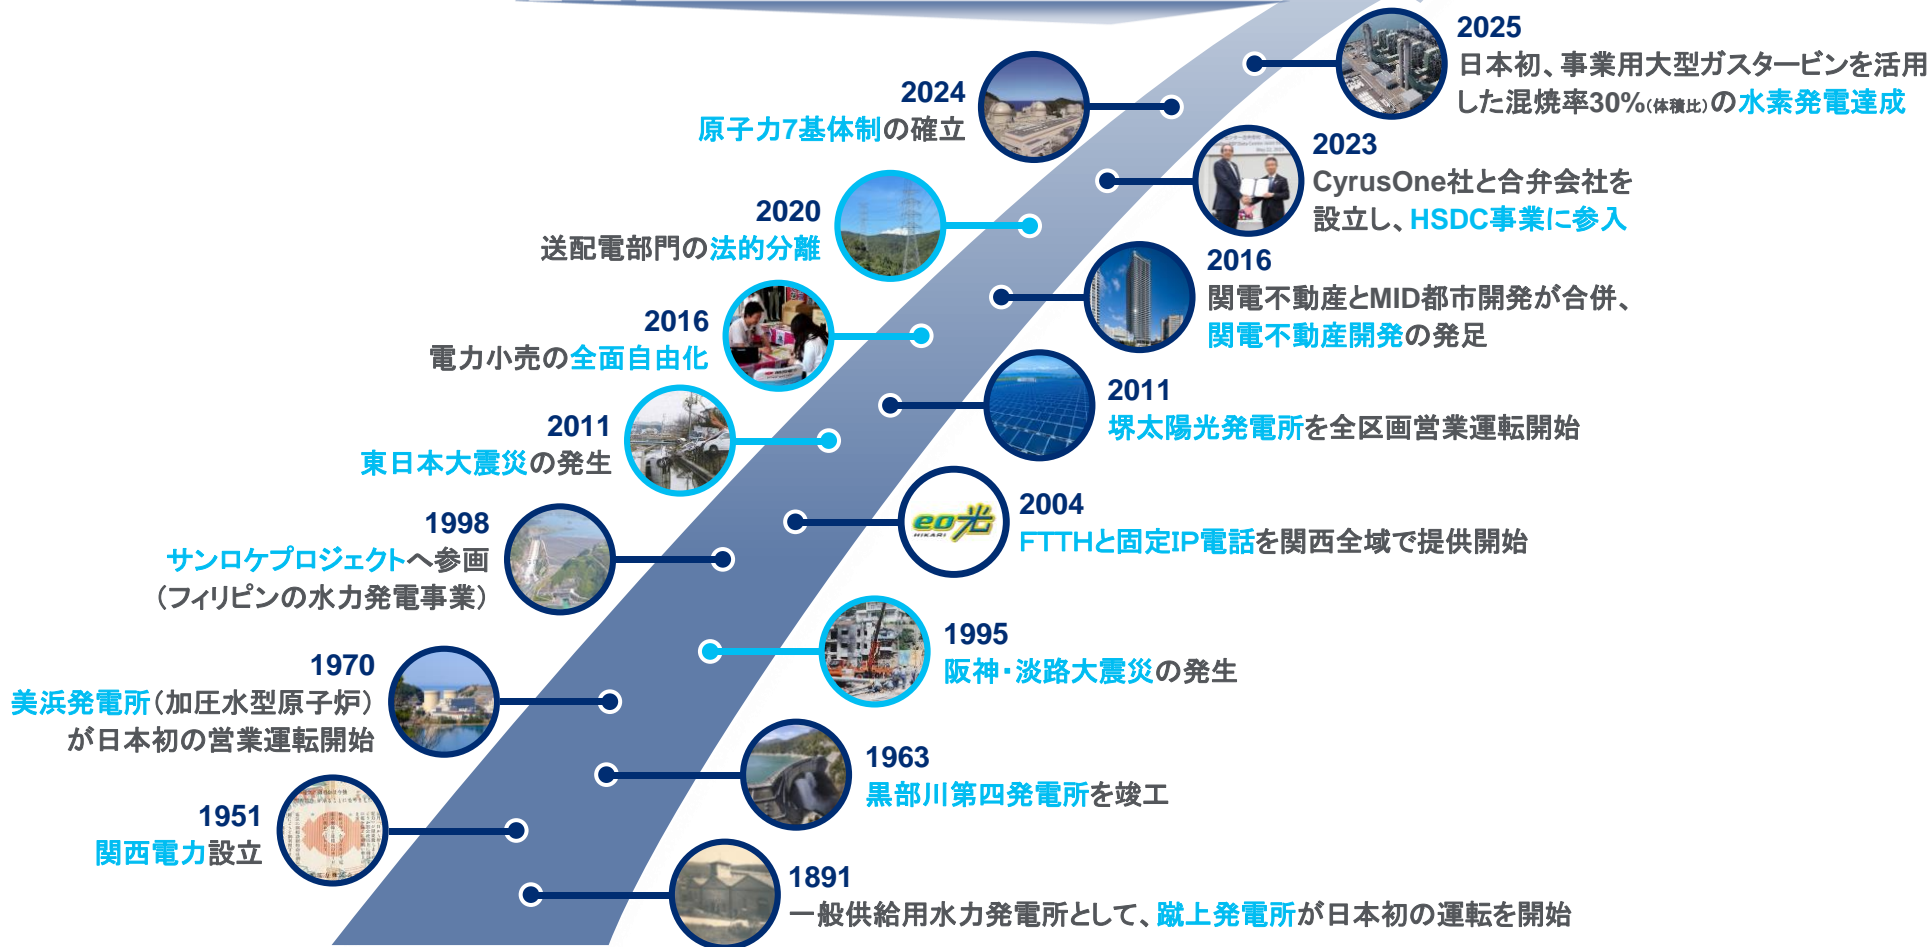 2025
日本初、事業用大型ガスタービンを活用
した混焼率30%(体積比)の水素発電達成
2024
原子力7基体制の確立
2023
CyrusOne社と合弁会社を
設立し、HSDC事業に参入
2020
送配電部門の法的分離
2016
関電不動産とMID都市開発が合併、
関電不動産開発の発足
2016
電力小売の全面自由化
2011
堺太陽光発電所を全区画営業運転開始
2011
東日本大震災の発生
2004
FTTHと固定IP電話を関西全域で提供開始
eo光
HIKARI
1998
サンロケプロジェクトへ参画
(フィリピンの水力発電事業)
1995
阪神・淡路大震災の発生
1970
美浜発電所(加圧水型原子炉)
が日本初の営業運転開始
1963
黒部川第四発電所を竣工
1951
関西電力設立
1891
一般供給用水力発電所として、蹴上発電所が日本初の運転を開始